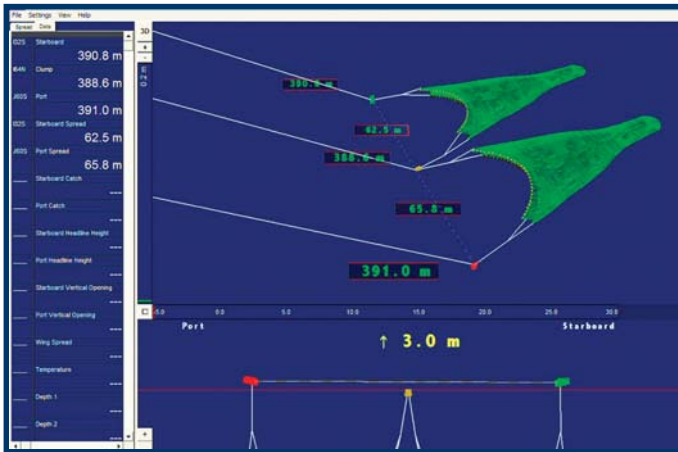 File Settings View Help
Spread Data
Starboard
390.8 m
Clump
388.6 m
Port
391.0 m
Starboard Spread
62.5 m
Port Spread
65.8 m
Starboard Catch
---
Port Catch
---
Starboard Headline Height
---
Port Headline Height
---
Starboard Vertical Opening
---
Port Vertical Opening
---
Wing Spread
---
Temperature
---
Depth 1
---
Depth 2
---
3D
+
-
62.5 m
65.8 m
391.0 m
0.0 5.0 10.0 15.0 20.0 25.0 30.0
Port Starboard
↑ 3.0 m
+